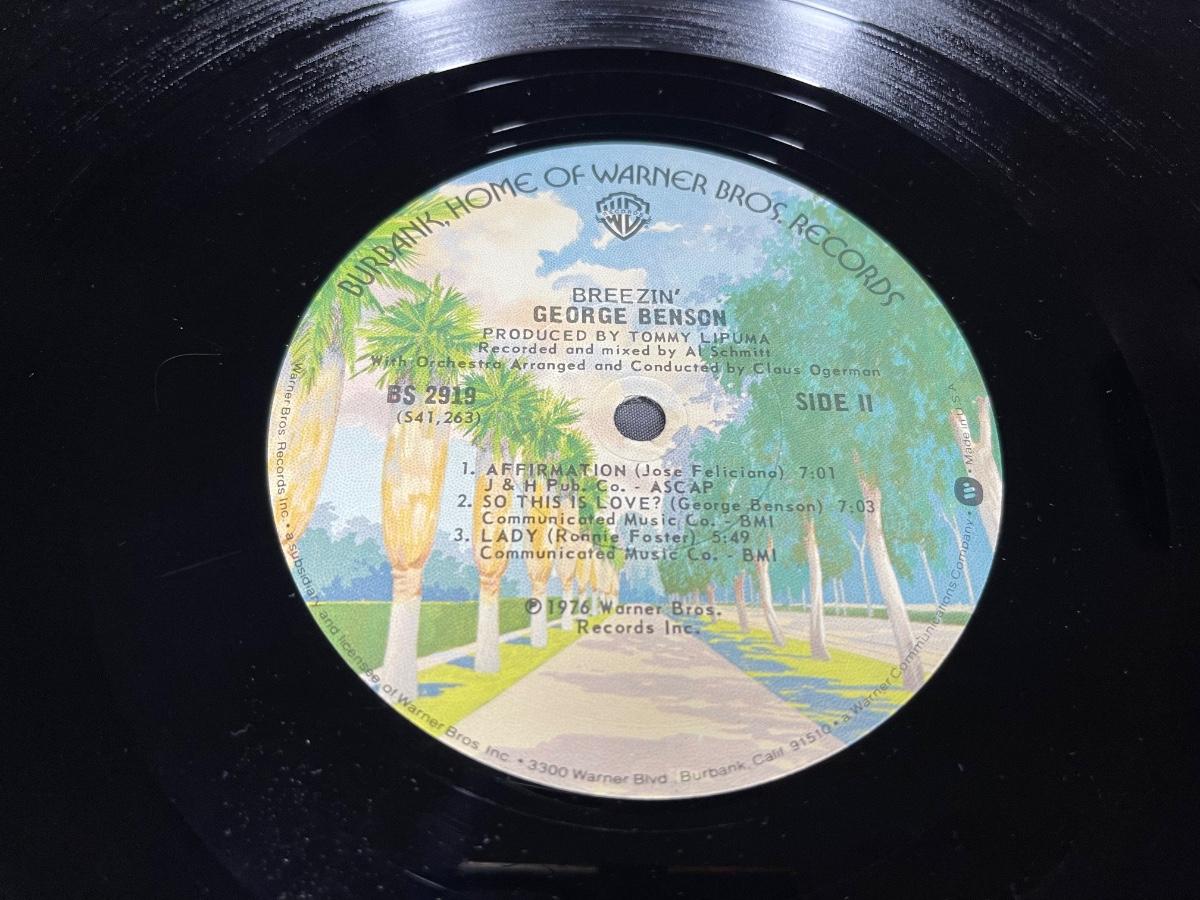 BURBANK, HOME OF WARNER BROS. RECORDS
BREEZIN'
GEORGE BENSON
PRODUCED BY TOMMY LIPUMA
Recorded and mixed by Al Schmitt
With Orchestra Arranged and Conducted by Claus Ogerman
BS 2919
(S41,263)
SIDE II
1. AFFIRMATION (Jose Feliciano) 7:01
J & H Pub. Co. - ASCAP
2. SO THIS IS LOVE? (George Benson) 7:03
Communicated Music Co. - BMI
3. LADY (Ronnie Foster) 5:49
Communicated Music Co. - BMI
℗ 1976 Warner Bros.
Records Inc.
Warner Bros. Records Inc. • a subsidiary and licensee of Warner Bros. Inc. • 3300 Warner Blvd., Burbank, Calif. 91510 • a Warner Communications Company • Made in U.S.A.